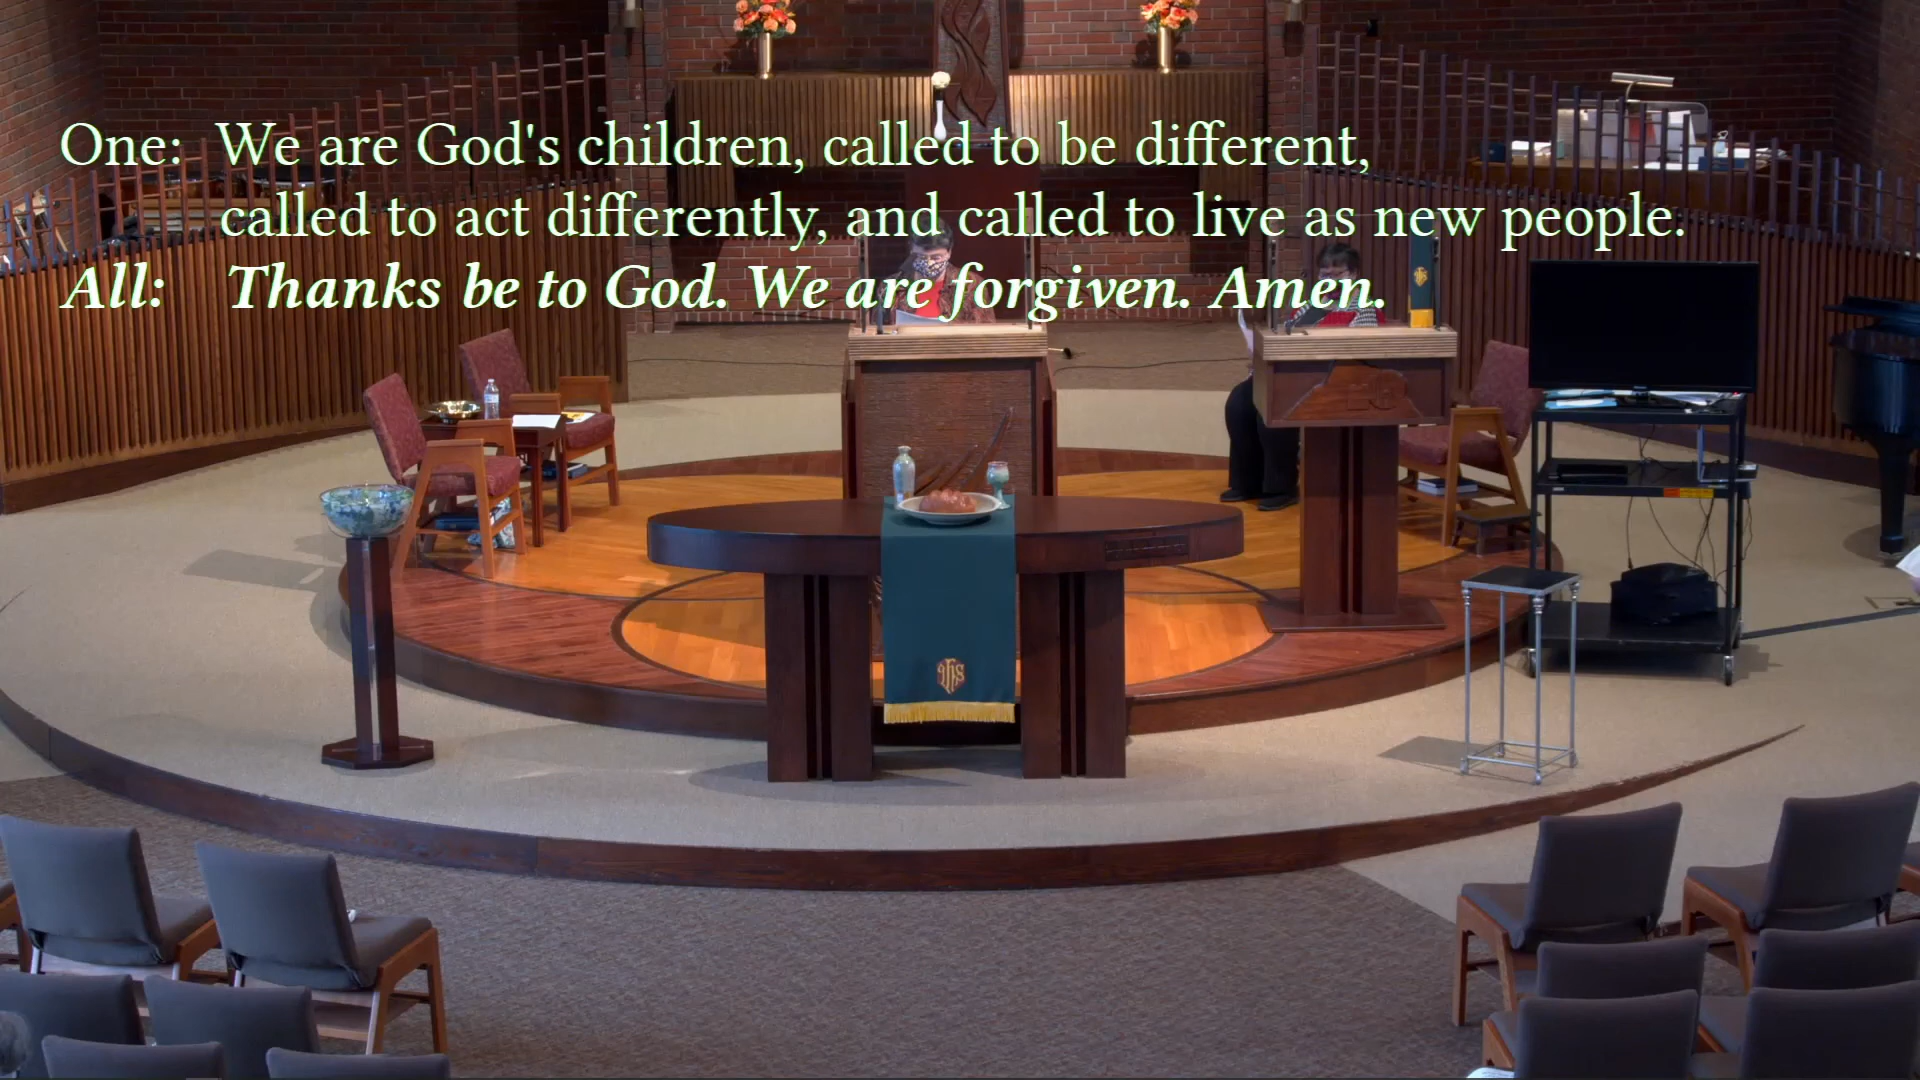 One: We are God's children, called to be different,
called to act differently, and called to live as new people.
All: Thanks be to God. We are forgiven. Amen.
IHS